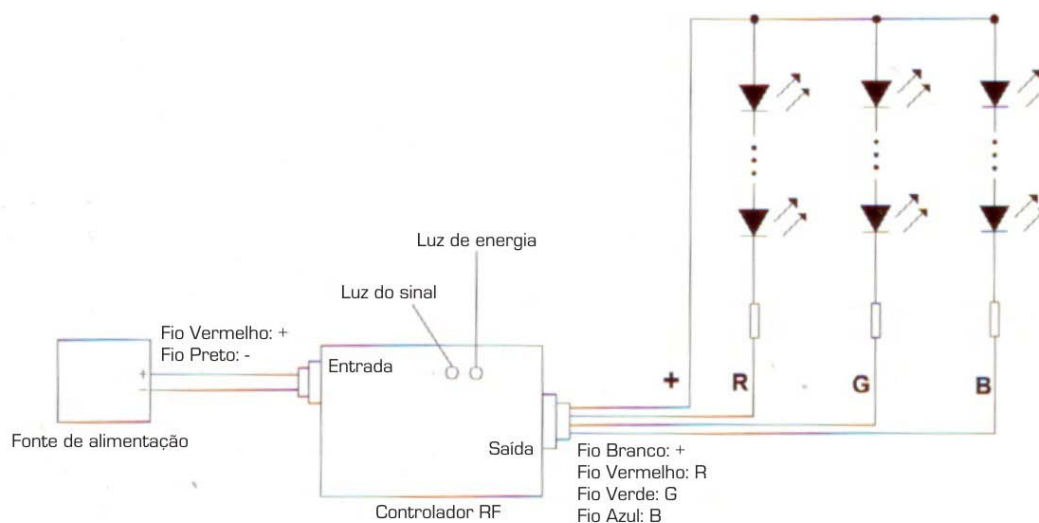 Luz de energia
Luz do sinal
Fio Vermelho: +
Fio Preto: -
+
-
Entrada
+ R G B
Fonte de alimentação
Saída
Fio Branco: +
Fio Vermelho: R
Fio Verde: G
Fio Azul: B
Controlador RF